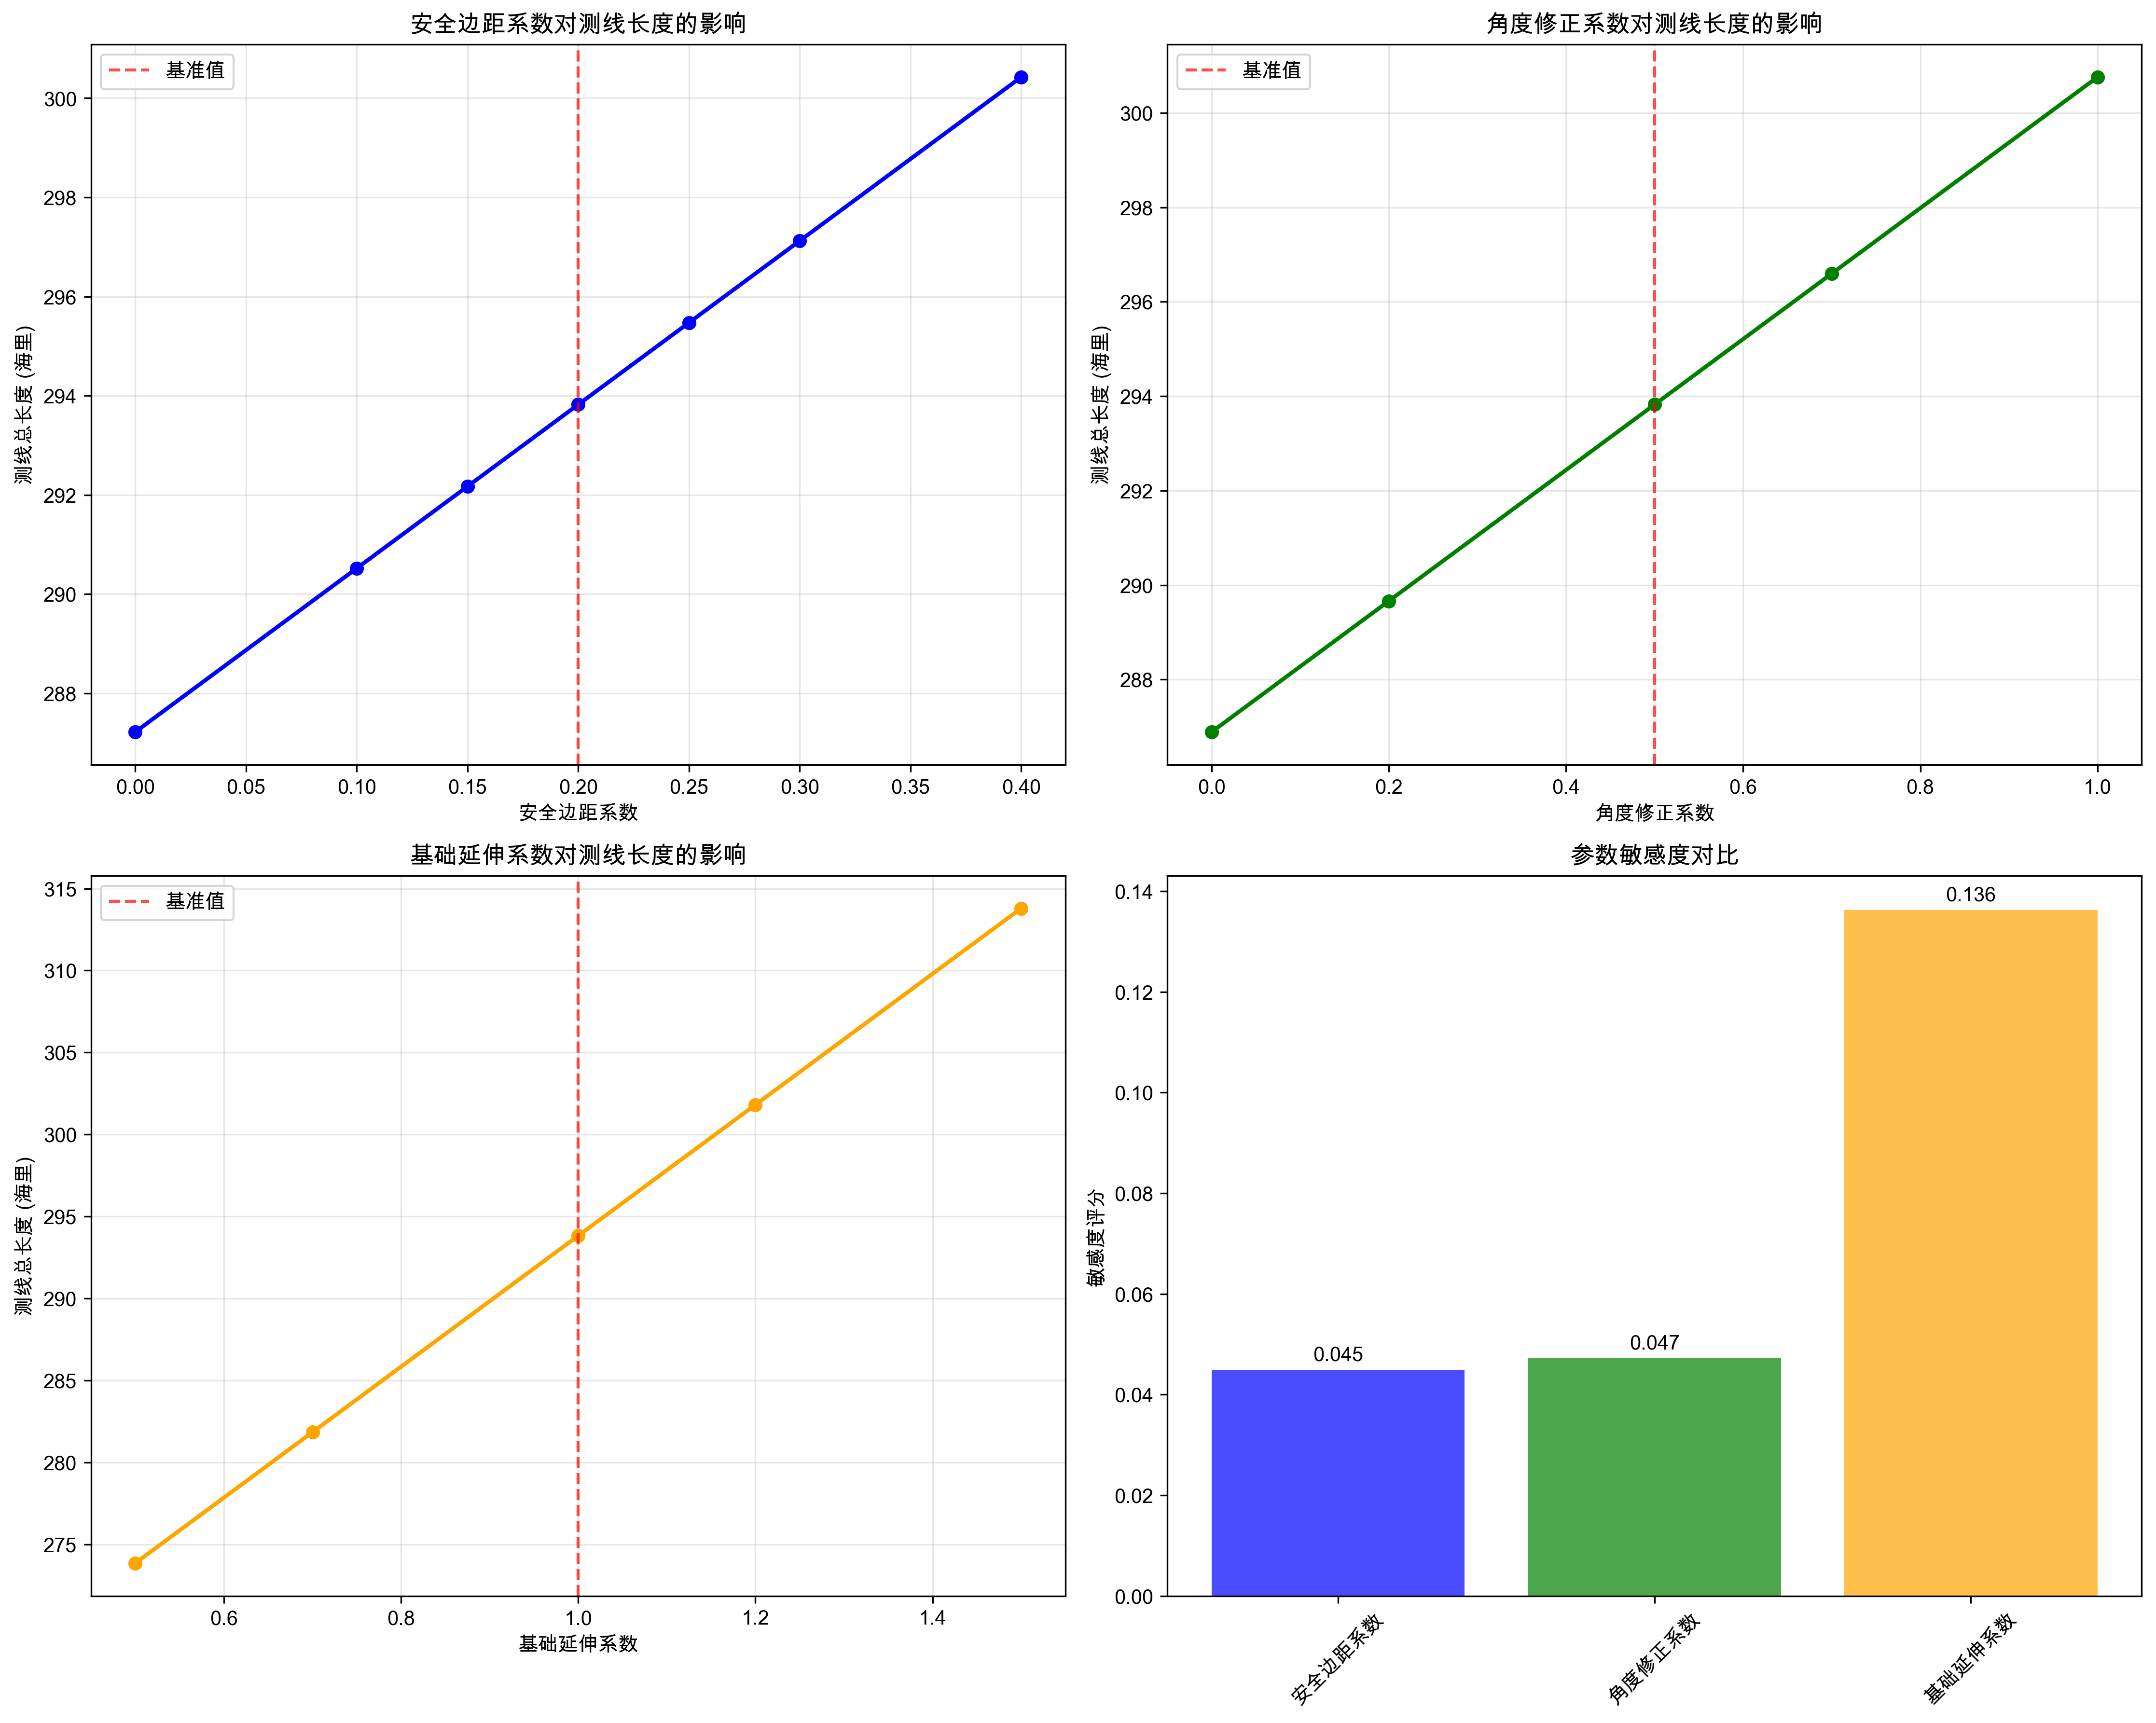 安全边距系数对测线长度的影响
基准值
测线总长度 (海里)
300
298
296
294
292
290
288
0.00 0.05 0.10 0.15 0.20 0.25 0.30 0.35 0.40
安全边距系数
角度修正系数对测线长度的影响
基准值
测线总长度 (海里)
300
298
296
294
292
290
288
0.0 0.2 0.4 0.6 0.8 1.0
角度修正系数
基础延伸系数对测线长度的影响
基准值
测线总长度 (海里)
315
310
305
300
295
290
285
280
275
0.6 0.8 1.0 1.2 1.4
基础延伸系数
参数敏感度对比
敏感度评分
0.14
0.12
0.10
0.08
0.06
0.04
0.02
0.00
0.045
0.047
0.136
安全边距系数
角度修正系数
基础延伸系数